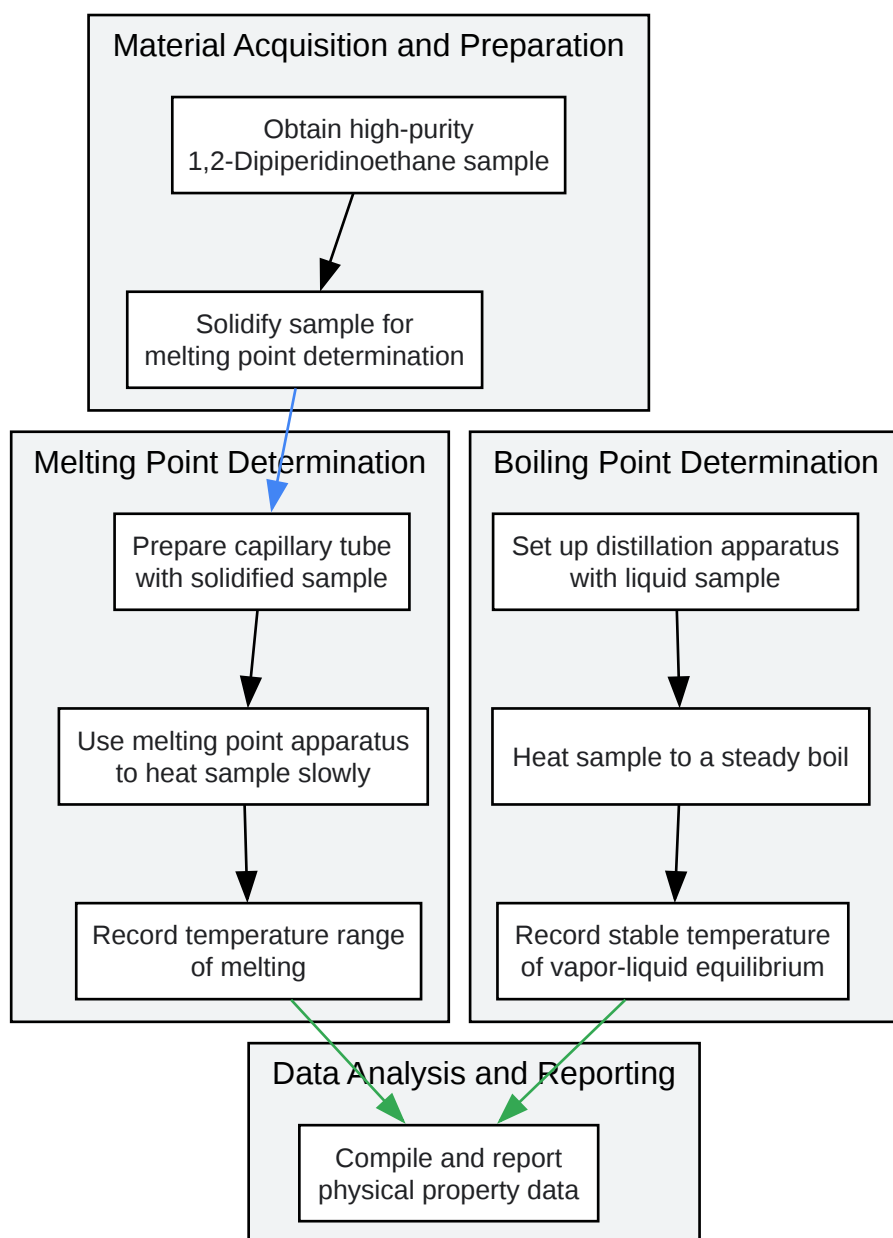 Material Acquisition and Preparation
Obtain high-purity
1,2-Dipiperidinoethane sample
Solidify sample for
melting point determination
Melting Point Determination
Prepare capillary tube
with solidified sample
Use melting point apparatus
to heat sample slowly
Record temperature range
of melting
Boiling Point Determination
Set up distillation apparatus
with liquid sample
Heat sample to a steady boil
Record stable temperature
of vapor-liquid equilibrium
Data Analysis and Reporting
Compile and report
physical property data